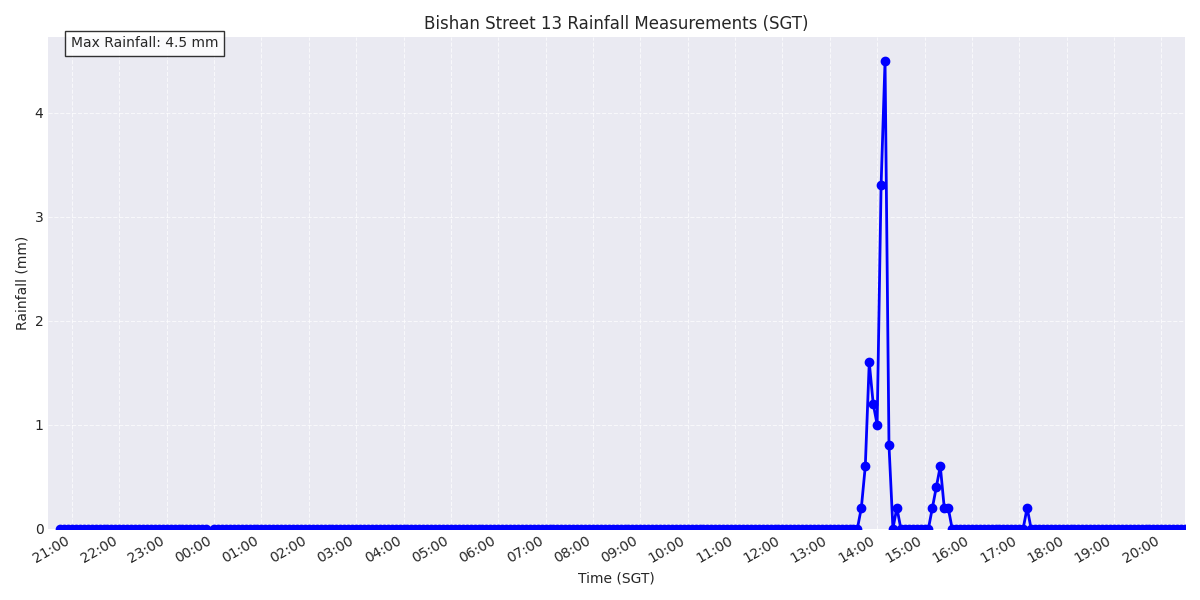 Bishan Street 13 Rainfall Measurements (SGT)
Max Rainfall: 4.5 mm
Rainfall (mm)
4
3
2
1
0
21:00 22:00 23:00 00:00 01:00 02:00 03:00 04:00 05:00 06:00 07:00 08:00 09:00 10:00 11:00 12:00 13:00 14:00 15:00 16:00 17:00 18:00 19:00 20:00
Time (SGT)